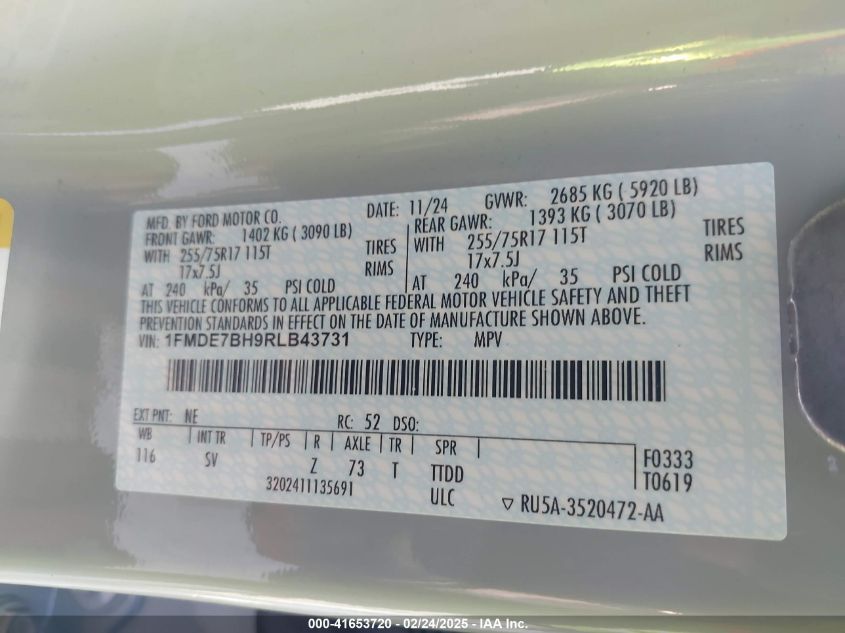 MFD. BY FORD MOTOR CO.
DATE: 11/24 GVWR: 2685 KG ( 5920 LB)
FRONT GAWR: 1402 KG ( 3090 LB)
WITH 255/75R17 115T TIRES
17x7.5J RIMS
AT 240 kPa/ 35 PSI COLD
REAR GAWR: 1393 KG ( 3070 LB)
WITH 255/75R17 115T TIRES
17x7.5J RIMS
AT 240 kPa/ 35 PSI COLD
THIS VEHICLE CONFORMS TO ALL APPLICABLE FEDERAL MOTOR VEHICLE SAFETY AND THEFT
PREVENTION STANDARDS IN EFFECT ON THE DATE OF MANUFACTURE SHOWN ABOVE.
VIN: 1FMDE7BH9RLB43731 TYPE: MPV
EXT PNT: NE RC: 52 DSO:
WB INT TR TP/PS R AXLE TR SPR
116 SV Z 73 T TTDD
3202411135691 ULC
F0333
T0619
▽ RU5A-3520472-AA
000-41653720 - 02/24/2025 - IAA Inc.